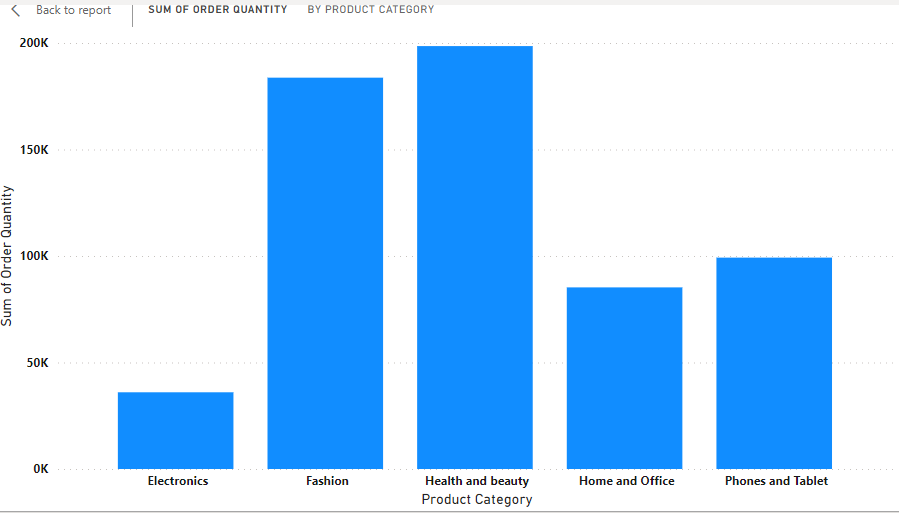 Back to report SUM OF ORDER QUANTITY BY PRODUCT CATEGORY
200K
150K
100K
50K
0K
Sum of Order Quantity
Electronics Fashion Health and beauty Home and Office Phones and Tablet
Product Category